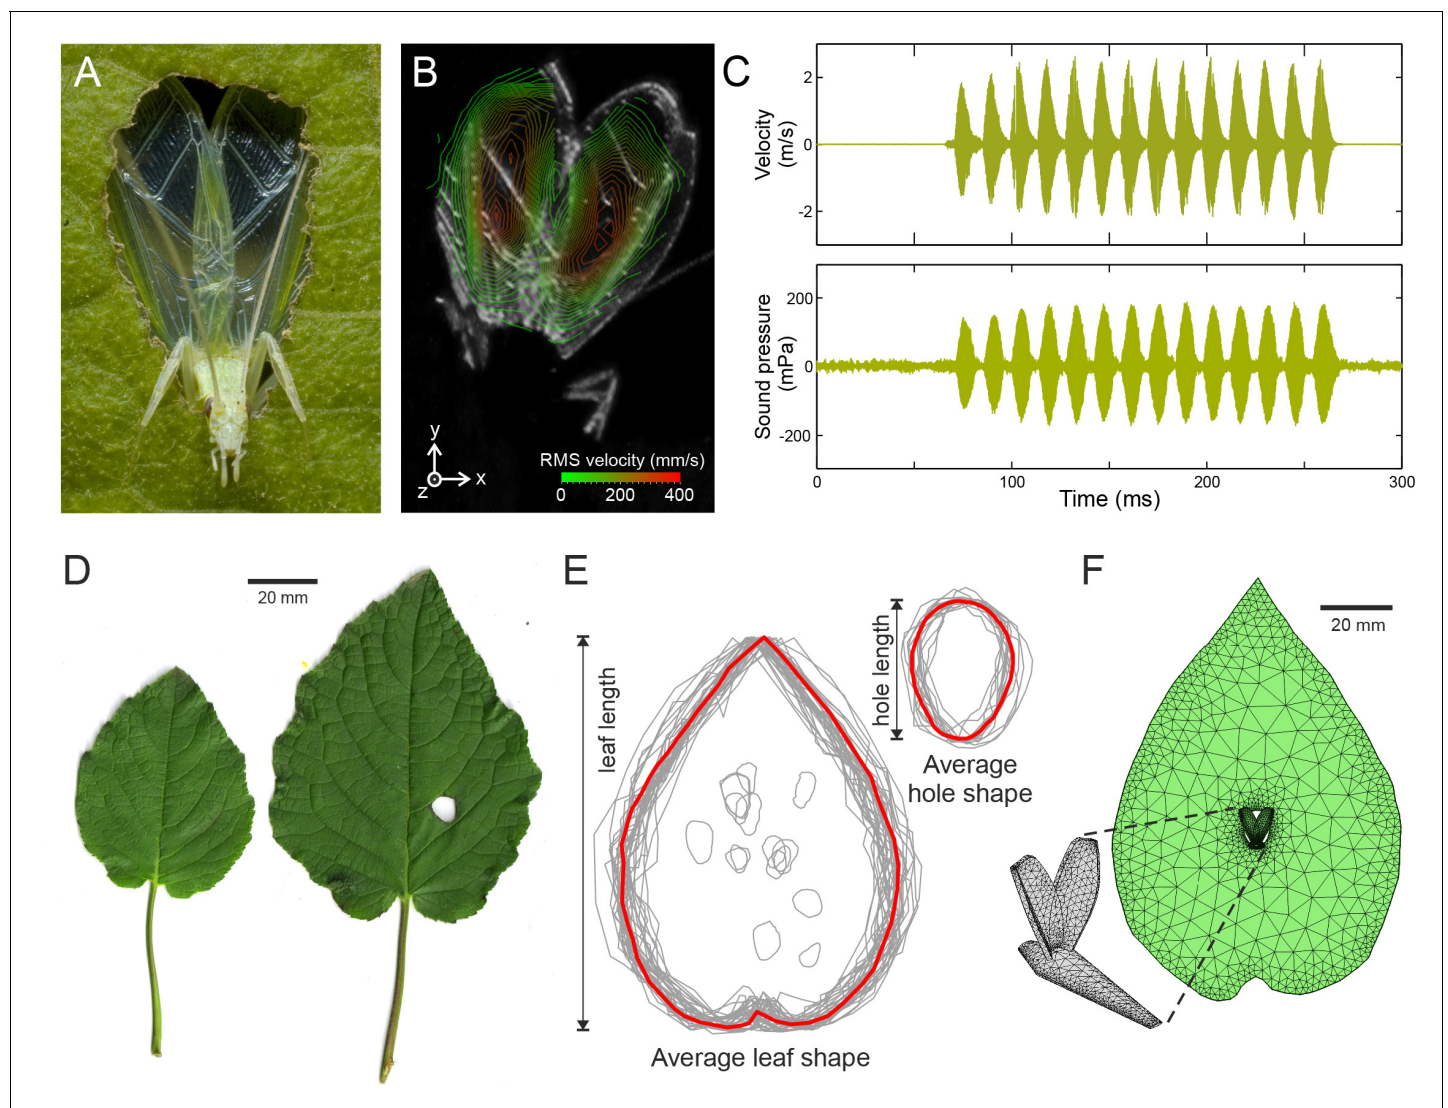 A
B
y
x
z
RMS velocity (mm/s)
0 200 400
C
Velocity
(m/s)
2
0
-2
Sound pressure
(mPa)
200
0
-200
0 100 200 300
Time (ms)
D
20 mm
E
leaf length
hole length
Average
hole shape
Average leaf shape
F
20 mm